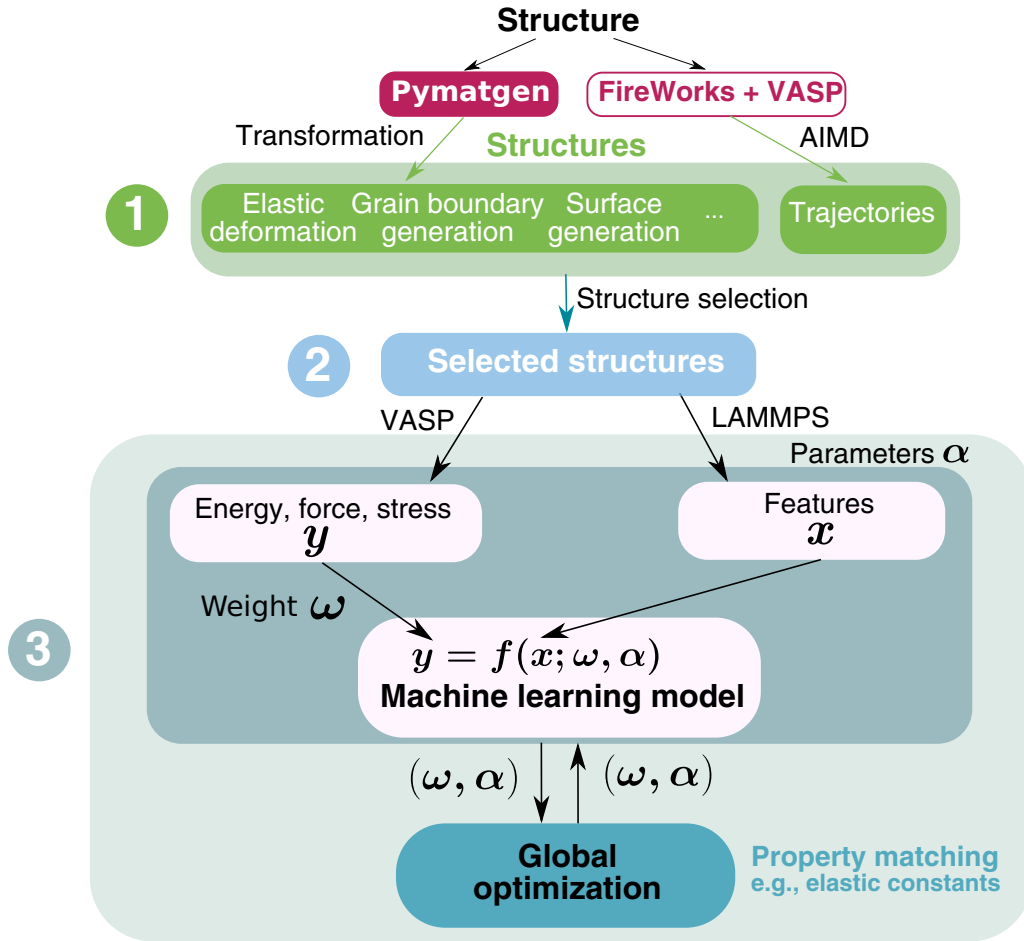 Structure
Pymatgen
FireWorks + VASP
Transformation
AIMD
Structures
1
Elastic
deformation
Grain boundary
generation
Surface
generation
...
Trajectories
Structure selection
2
Selected structures
VASP
LAMMPS
Parameters α
Energy, force, stress
y
Features
x
Weight ω
3
y = f(x; ω, α)
Machine learning model
(ω, α)
(ω, α)
Global
optimization
Property matching
e.g., elastic constants